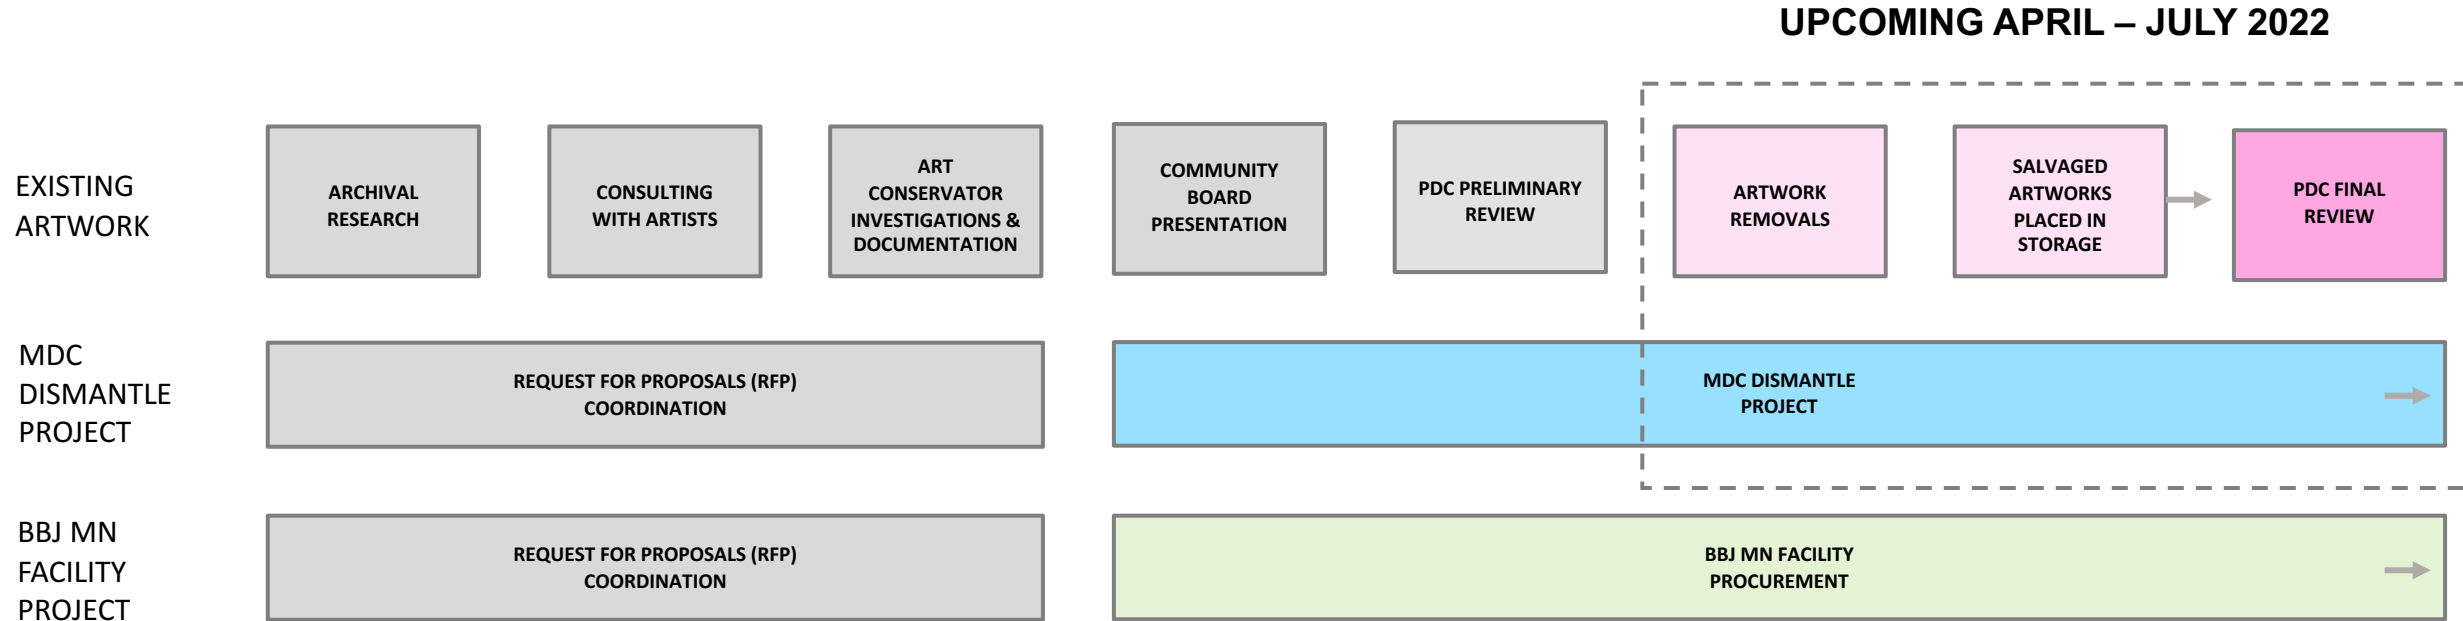 UPCOMING APRIL – JULY 2022
EXISTING
ARTWORK
ARCHIVAL
RESEARCH
CONSULTING
WITH ARTISTS
ART
CONSERVATOR
INVESTIGATIONS &
DOCUMENTATION
COMMUNITY
BOARD
PRESENTATION
PDC PRELIMINARY
REVIEW
ARTWORK
REMOVALS
SALVAGED
ARTWORKS
PLACED IN
STORAGE
PDC FINAL
REVIEW
MDC
DISMANTLE
PROJECT
REQUEST FOR PROPOSALS (RFP)
COORDINATION
MDC DISMANTLE
PROJECT
BBJ MN
FACILITY
PROJECT
REQUEST FOR PROPOSALS (RFP)
COORDINATION
BBJ MN FACILITY
PROCUREMENT